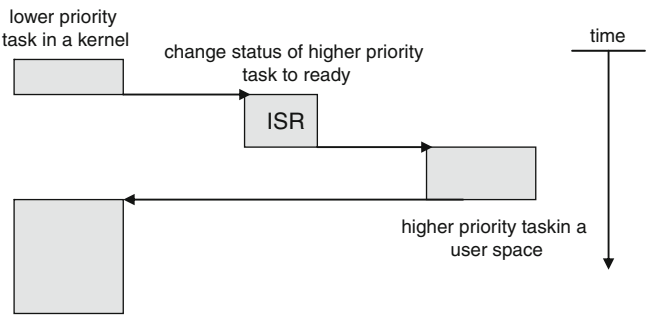 lower priority
task in a kernel
change status of higher priority
task to ready
time
ISR
higher priority taskin a
user space